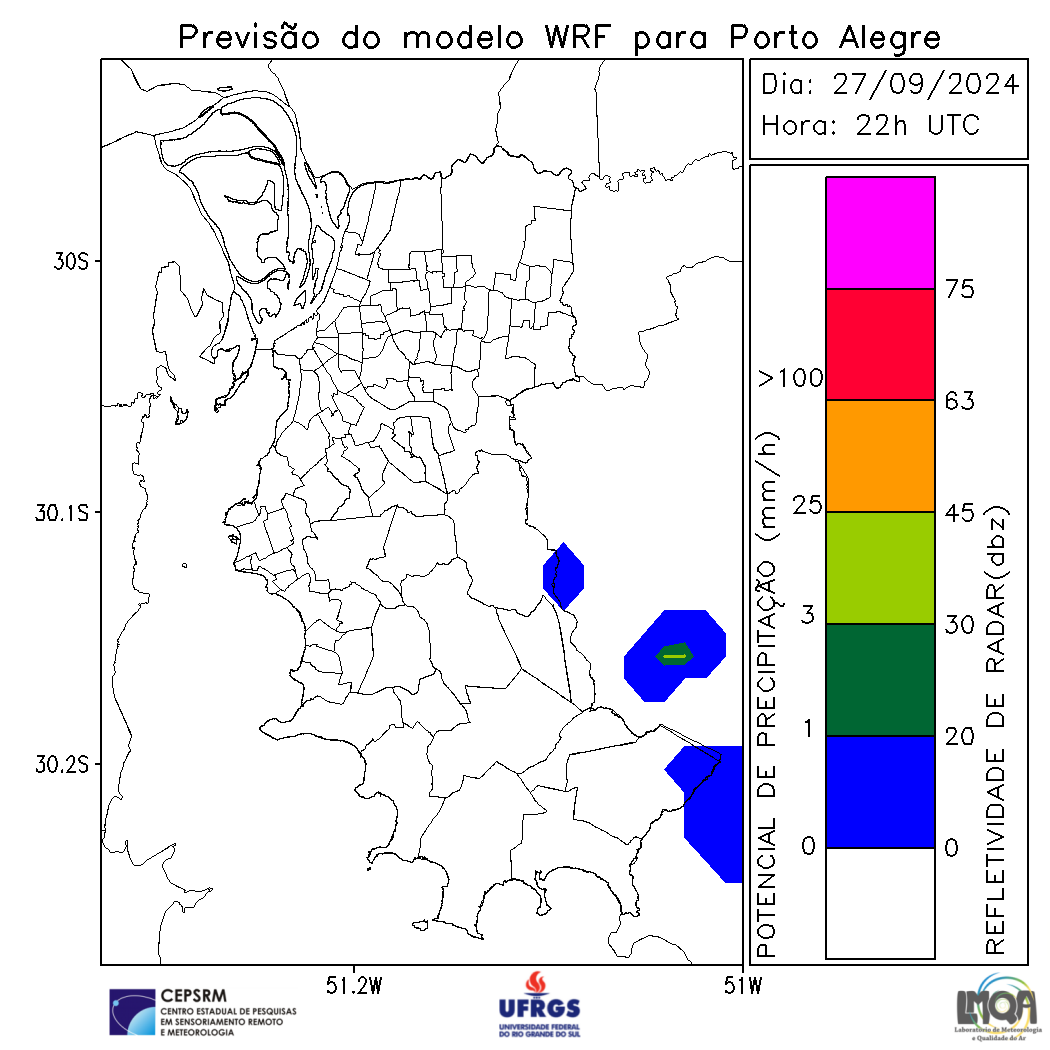 Previsão do modelo WRF para Porto Alegre
Dia: 27/09/2024
Hora: 22h UTC
30S
30.1S
30.2S
51.2W
51W
POTENCIAL DE PRECIPITAÇÃO (mm/h)
>100
25
3
1
0
75
63
45
30
20
0
REFLETIVIDADE DE RADAR(dbz)
CEPSRM
CENTRO ESTADUAL DE PESQUISAS
EM SENSORIAMENTO REMOTO
E METEOROLOGIA
UFRGS
UNIVERSIDADE FEDERAL
DO RIO GRANDE DO SUL
LMQA
Laboratório de Meteorologia
e Qualidade do Ar